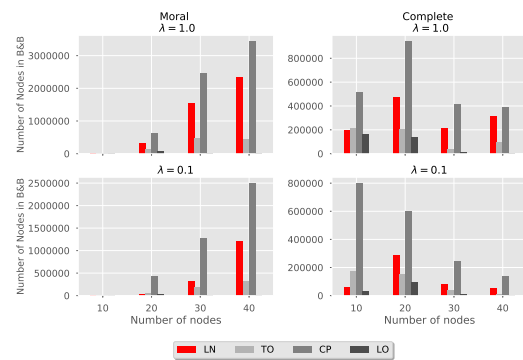 Moral
λ = 1.0
Complete
λ = 1.0
Number of Nodes in B&B
3000000
2000000
1000000
0
800000
600000
400000
200000
0
λ = 0.1
λ = 0.1
Number of Nodes in B&B
2500000
2000000
1500000
1000000
500000
0
800000
600000
400000
200000
0
10 20 30 40
10 20 30 40
Number of nodes
Number of nodes
LN TO CP LO